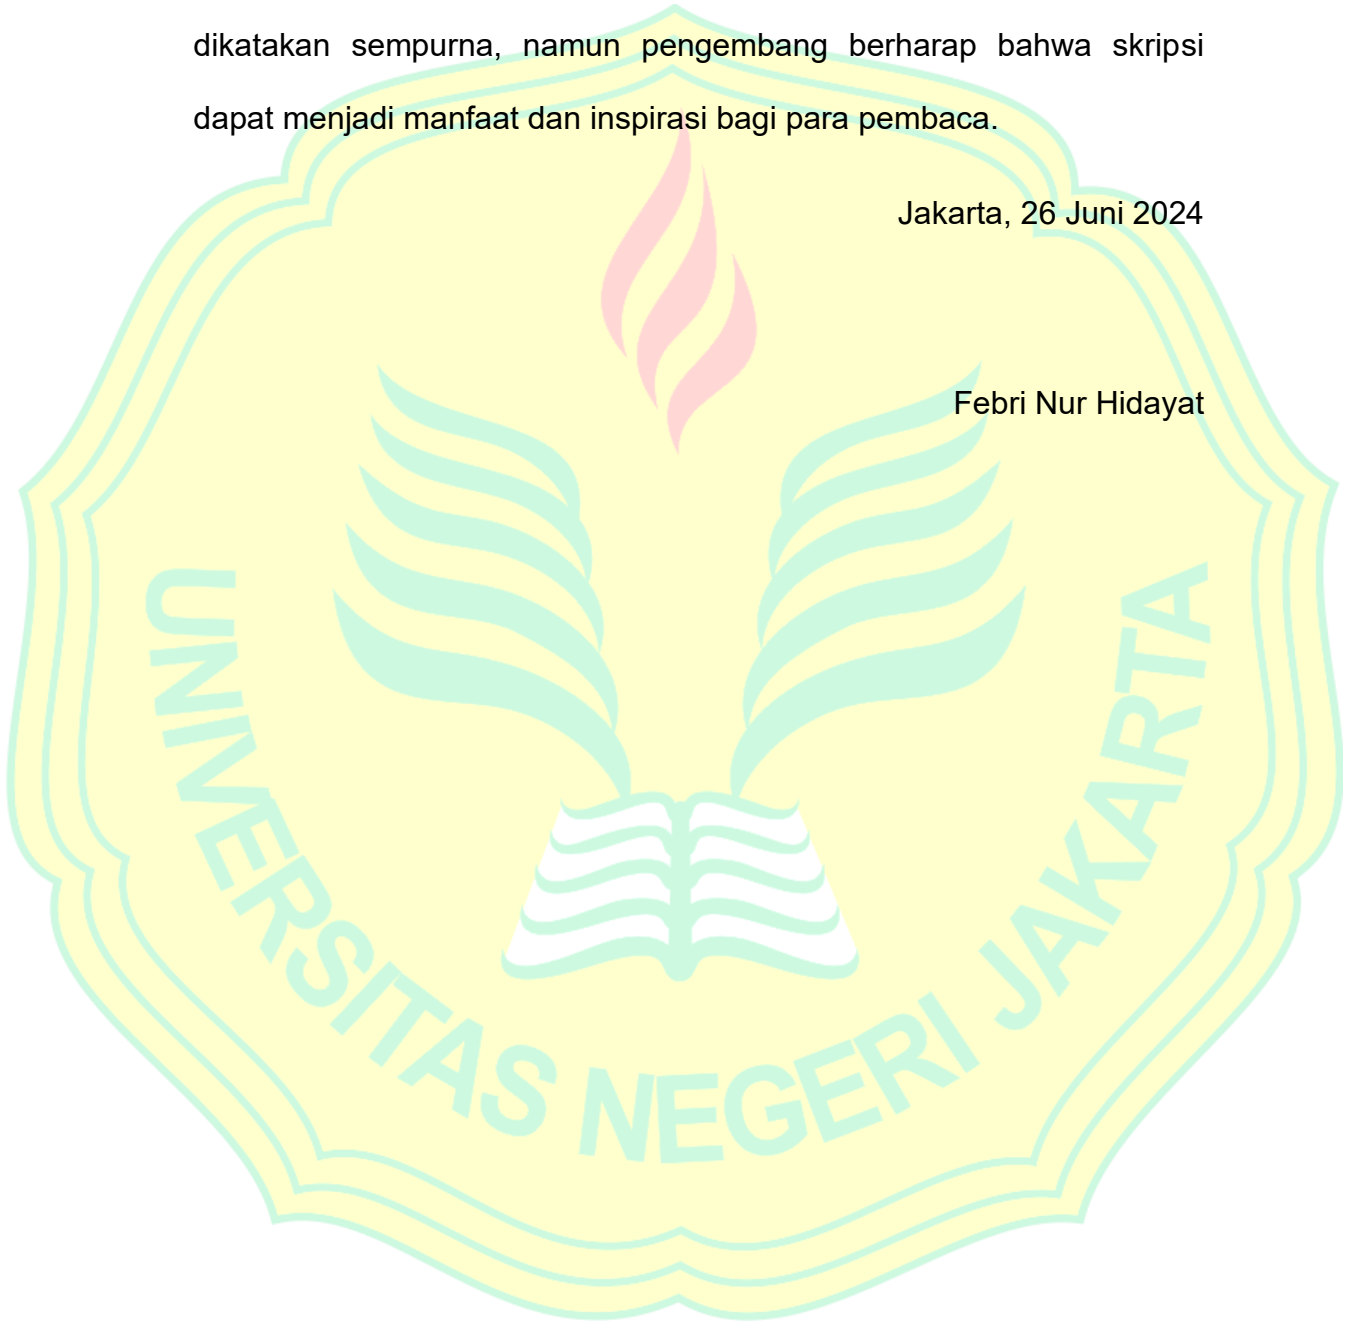 dikatakan sempurna, namun pengembang berharap bahwa skripsi
dapat menjadi manfaat dan inspirasi bagi para pembaca.
Jakarta, 26 Juni 2024
Febri Nur Hidayat
UNIVERSITAS NEGERI JAKARTA